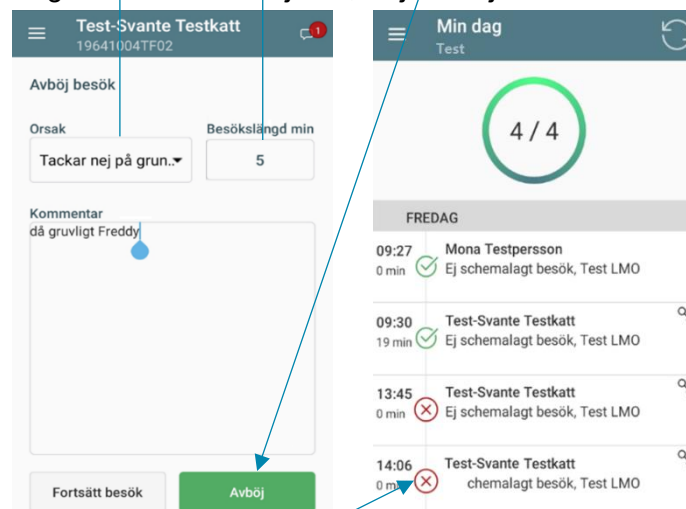 Test-Svante Testkatt
19641004TF02
1
Avböj besök
Orsak
Besökslängd min
Tackar nej på grun..
5
Kommentar
då gruvligt Freddy
Fortsätt besök
Avböj
Min dag
Test
4 / 4
FREDAG
09:27
Mona Testpersson
0 min
Ej schemalagt besök, Test LMO
09:30
Test-Svante Testkatt
19 min
Ej schemalagt besök, Test LMO
13:45
Test-Svante Testkatt
0 min
Ej schemalagt besök, Test LMO
14:06
Test-Svante Testkatt
0 m
chemalagt besök, Test LMO